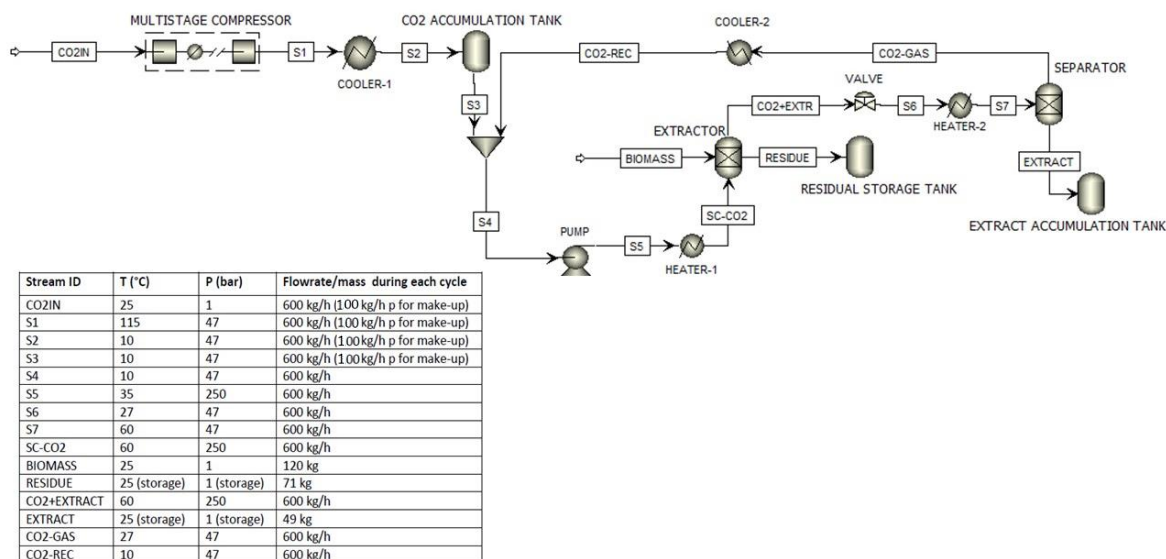 MULTISTAGE COMPRESSOR
CO2 ACCUMULATION TANK
COOLER-2
CO2IN
S1
S2
CO2-REC
CO2-GAS
COOLER-1
SEPARATOR
VALVE
S3
CO2+EXTR
S6
S7
HEATER-2
EXTRACTOR
BIOMASS
RESIDUE
EXTRACT
RESIDUAL STORAGE TANK
SC-CO2
S4
EXTRACT ACCUMULATION TANK
PUMP
S5
HEATER-1
Stream ID T (°C) P (bar) Flowrate/mass during each cycle
CO2IN 25 1 600 kg/h (100 kg/h p for make-up)
S1 115 47 600 kg/h (100 kg/h p for make-up)
S2 10 47 600 kg/h (100 kg/h p for make-up)
S3 10 47 600 kg/h (100 kg/h p for make-up)
S4 10 47 600 kg/h
S5 35 250 600 kg/h
S6 27 47 600 kg/h
S7 60 47 600 kg/h
SC-CO2 60 250 600 kg/h
BIOMASS 25 1 120 kg
RESIDUE 25 (storage) 1 (storage) 71 kg
CO2+EXTRACT 60 250 600 kg/h
EXTRACT 25 (storage) 1 (storage) 49 kg
CO2-GAS 27 47 600 kg/h
CO2-REC 10 47 600 kg/h